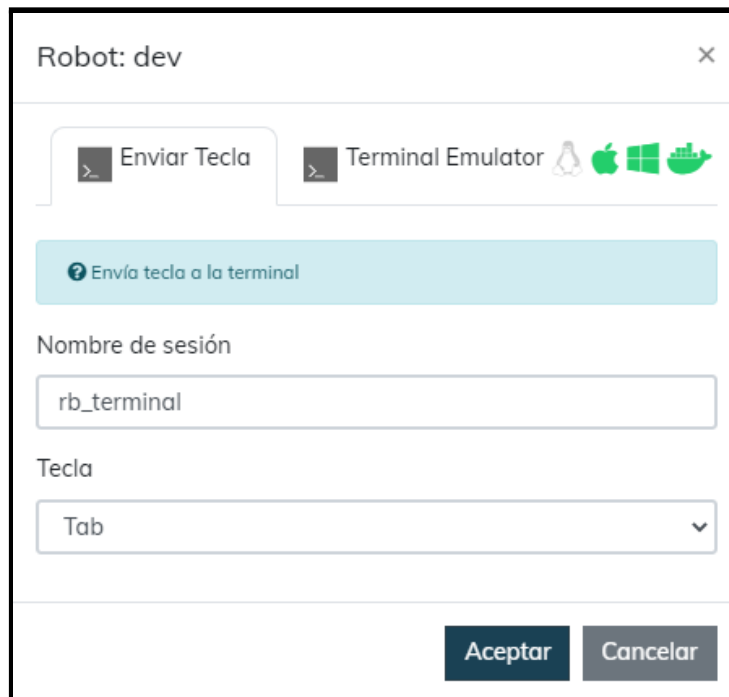 Robot: dev
×
>_ Enviar Tecla
>_ Terminal Emulator
? Envía tecla a la terminal
Nombre de sesión
rb_terminal
Tecla
Tab
Aceptar
Cancelar